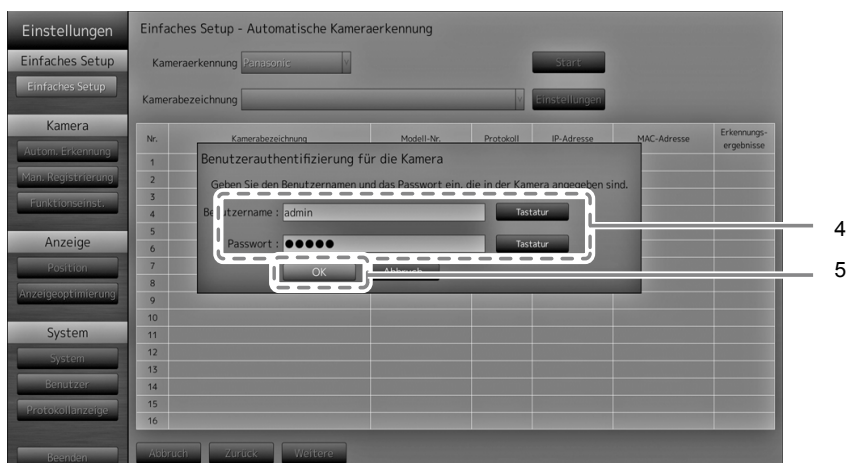 Einstellungen
Einfaches Setup
Einfaches Setup
Kamera
Autom. Erkennung
Man. Registrierung
Funktionseinst.
Anzeige
Position
Anzeigeoptimierung
System
System
Benutzer
Protokollanzeige
Beenden
Einfaches Setup - Automatische Kameraerkennung
Kameraerkennung Panasonic Start
Kamerabezeichnung Einstellungen
Nr. Kamerabezeichnung Modell-Nr. Protokoll IP-Adresse MAC-Adresse Erkennungs-
ergebnisse
1
2
3
4
5
6
7
8
9
10
11
12
13
14
15
16
Benutzerauthentifizierung für die Kamera
Geben Sie den Benutzernamen und das Passwort ein, die in der Kamera angegeben sind.
Benutzername : admin Tastatur
Passwort : ●●●●● Tastatur
OK Abbruch
Abbruch Zurück Weitere
4
5